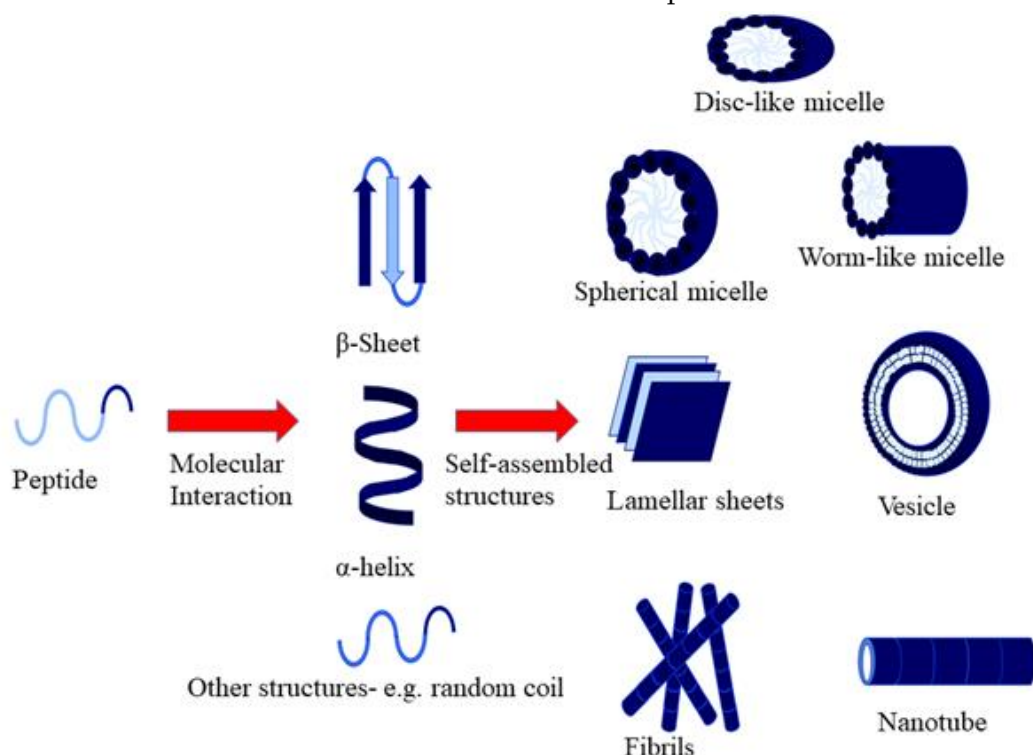 Disc-like micelle
Spherical micelle
Worm-like micelle
β-Sheet
Peptide
Molecular
Interaction
Self-assembled
structures
Lamellar sheets
Vesicle
α-helix
Other structures- e.g. random coil
Fibrils
Nanotube